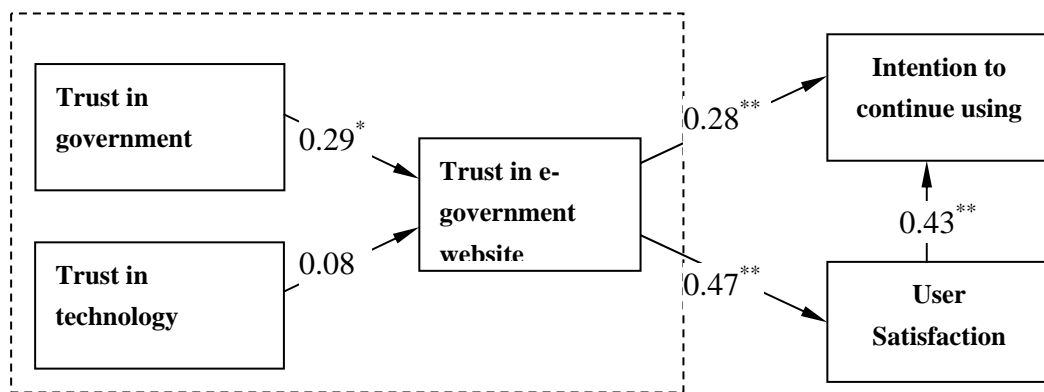 Trust in
government
Trust in
technology
0.29*
0.08
Trust in e-
government
website
0.28**
0.47**
Intention to
continue using
0.43**
User
Satisfaction